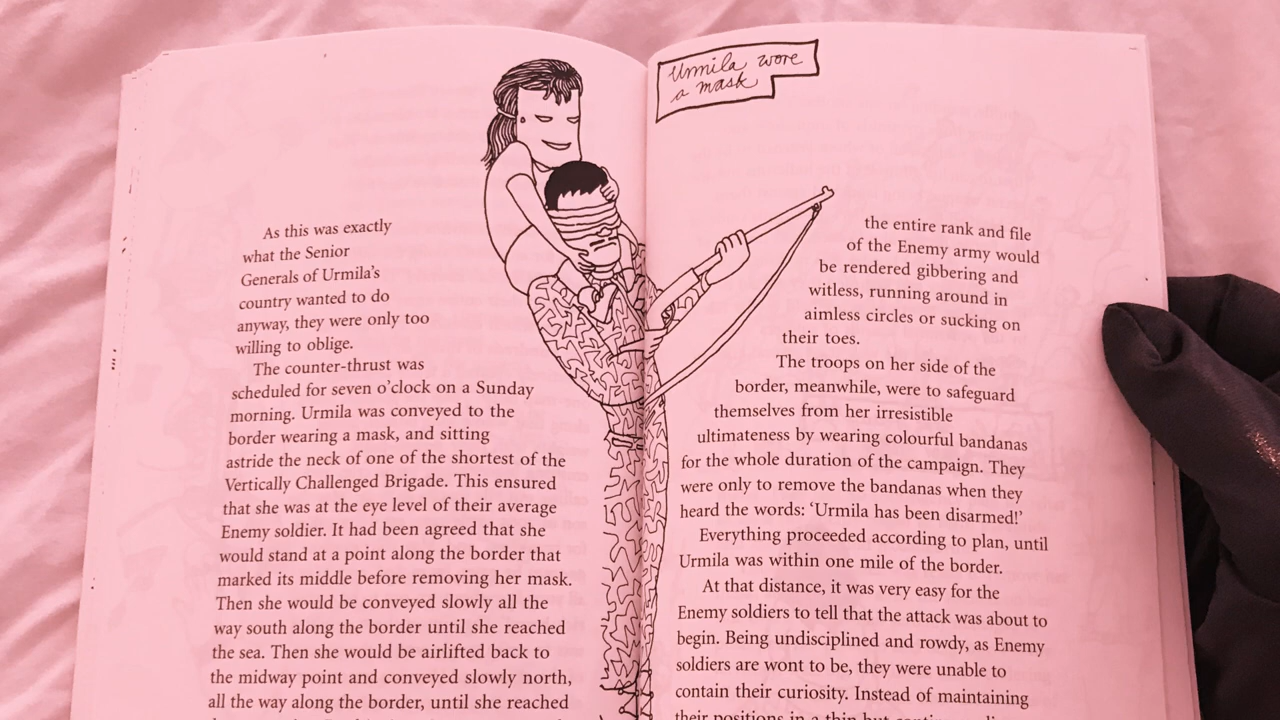 As this was exactly
what the Senior
Generals of Urmila's
country wanted to do
anyway, they were only too
willing to oblige.
The counter-thrust was
scheduled for seven o'clock on a Sunday
morning. Urmila was conveyed to the
border wearing a mask, and sitting
astride the neck of one of the shortest of the
Vertically Challenged Brigade. This ensured
that she was at the eye level of their average
Enemy soldier. It had been agreed that she
would stand at a point along the border that
marked its middle before removing her mask.
Then she would be conveyed slowly all the
way south along the border until she reached
the sea. Then she would be airlifted back to
the midway point and conveyed slowly north,
all the way along the border, until she reached
Urmila wore
a mask
the entire rank and file
of the Enemy army would
be rendered gibbering and
witless, running around in
aimless circles or sucking on
their toes.
The troops on her side of the
border, meanwhile, were to safeguard
themselves from her irresistible
ultimateness by wearing colourful bandanas
for the whole duration of the campaign. They
were only to remove the bandanas when they
heard the words: 'Urmila has been disarmed!'
Everything proceeded according to plan, until
Urmila was within one mile of the border.
At that distance, it was very easy for the
Enemy soldiers to tell that the attack was about to
begin. Being undisciplined and rowdy, as Enemy
soldiers are wont to be, they were unable to
contain their curiosity. Instead of maintaining
their positions in a thin but